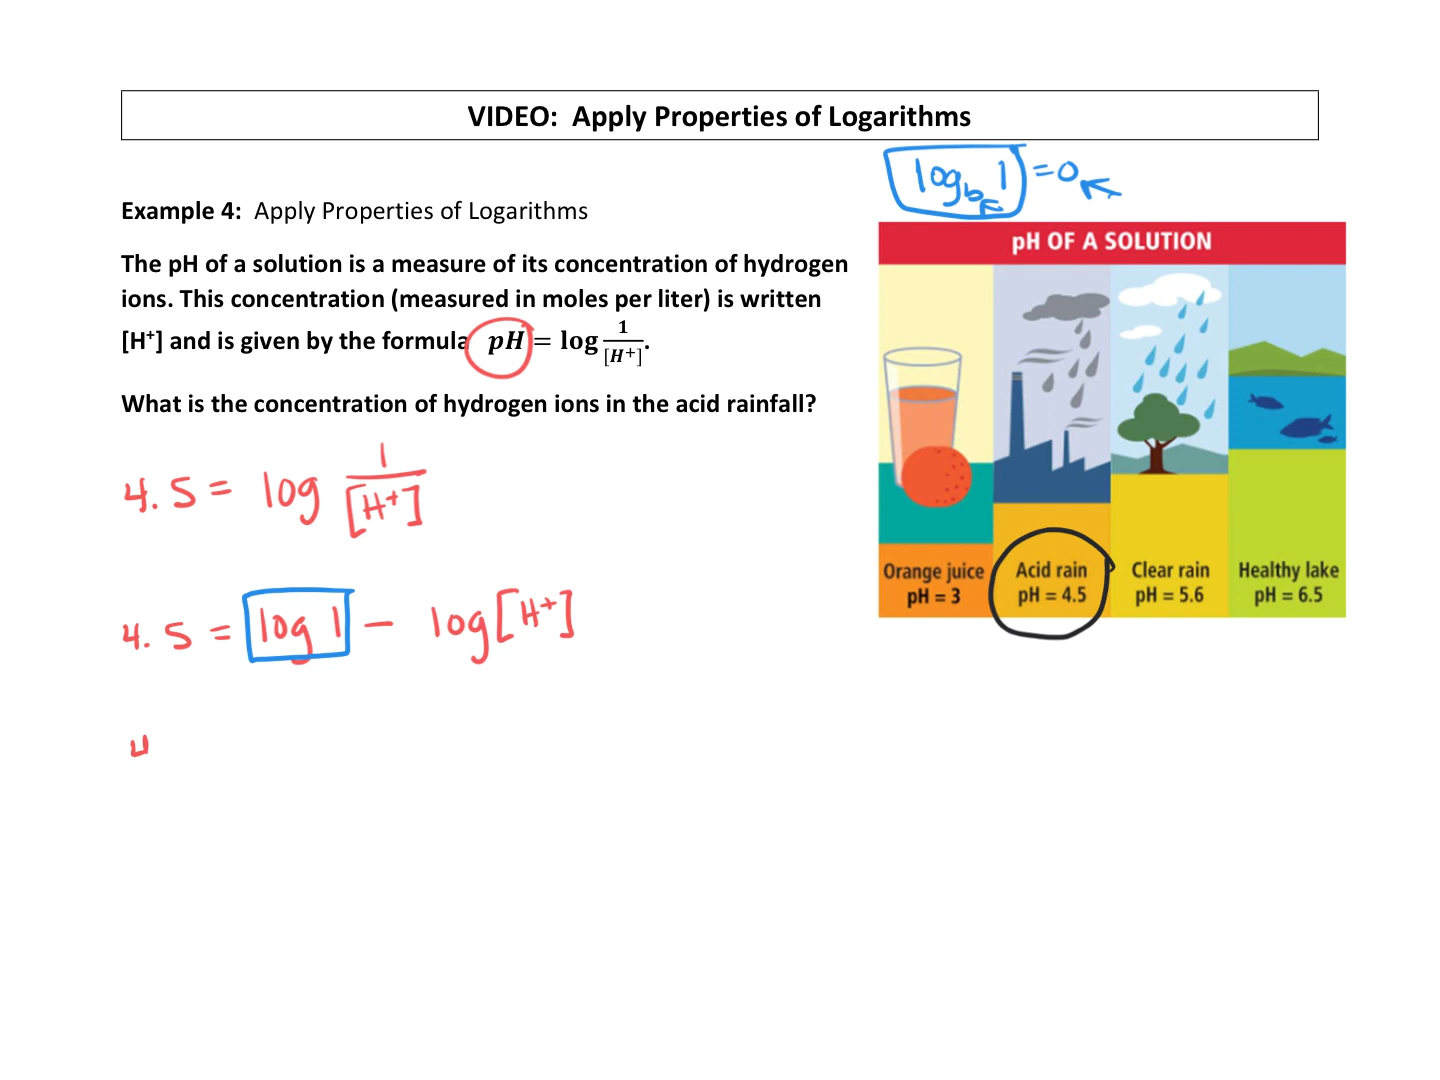 VIDEO: Apply Properties of Logarithms
log_b 1 = 0
Example 4: Apply Properties of Logarithms
The pH of a solution is a measure of its concentration of hydrogen
ions. This concentration (measured in moles per liter) is written
[H⁺] and is given by the formula pH = log 1/[H⁺].
What is the concentration of hydrogen ions in the acid rainfall?
4.5 = log 1/[H⁺]
4.5 = log 1 − log[H⁺]
4
pH OF A SOLUTION
Orange juice
pH = 3
Acid rain
pH = 4.5
Clear rain
pH = 5.6
Healthy lake
pH = 6.5